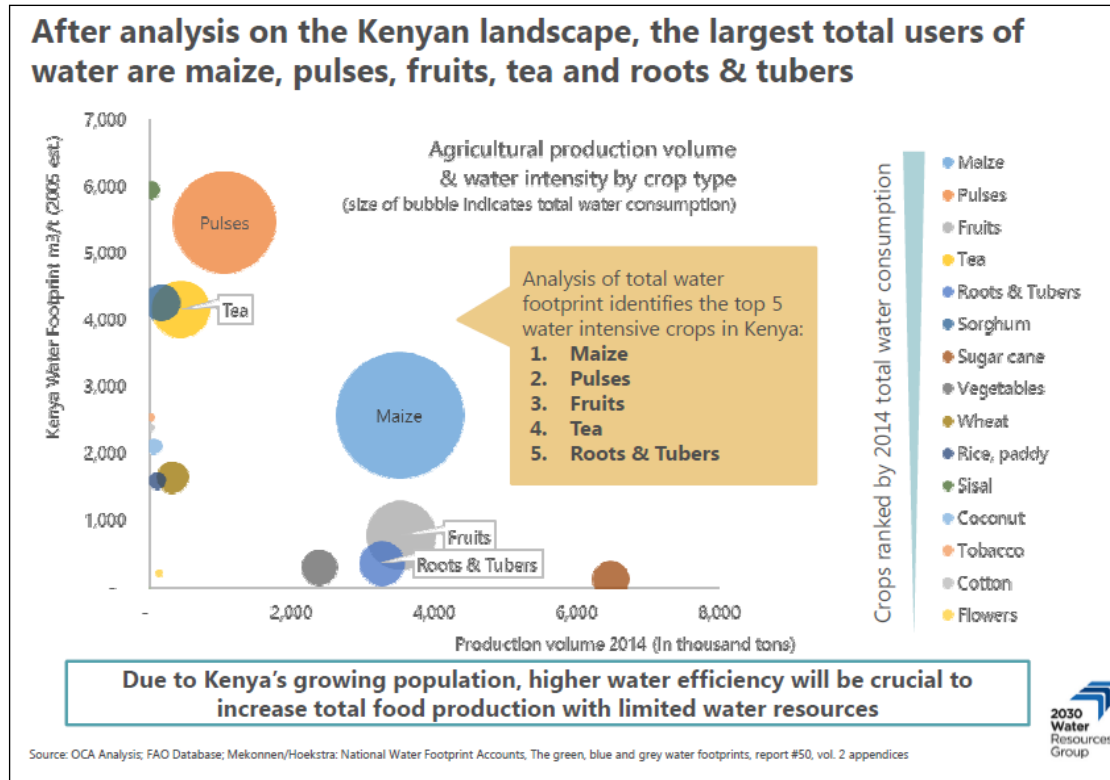 After analysis on the Kenyan landscape, the largest total users of
water are maize, pulses, fruits, tea and roots & tubers
Kenya Water Footprint m3/t (2005 est.)
7,000
6,000
5,000
4,000
3,000
2,000
1,000
-
Agricultural production volume
& water intensity by crop type
(size of bubble indicates total water consumption)
Pulses
Tea
Maize
Fruits
Roots & Tubers
Analysis of total water
footprint identifies the top 5
water intensive crops in Kenya:
1. Maize
2. Pulses
3. Fruits
4. Tea
5. Roots & Tubers
-
2,000
4,000
6,000
8,000
Production volume 2014 (In thousand tons)
Crops ranked by 2014 total water consumption
Maize
Pulses
Fruits
Tea
Roots & Tubers
Sorghum
Sugar cane
Vegetables
Wheat
Rice, paddy
Sisal
Coconut
Tobacco
Cotton
Flowers
Due to Kenya's growing population, higher water efficiency will be crucial to
increase total food production with limited water resources
2030
Water
Resources
Group
Source: OCA Analysis; FAO Database; Mekonnen/Hoekstra: National Water Footprint Accounts, The green, blue and grey water footprints, report #50, vol. 2 appendices